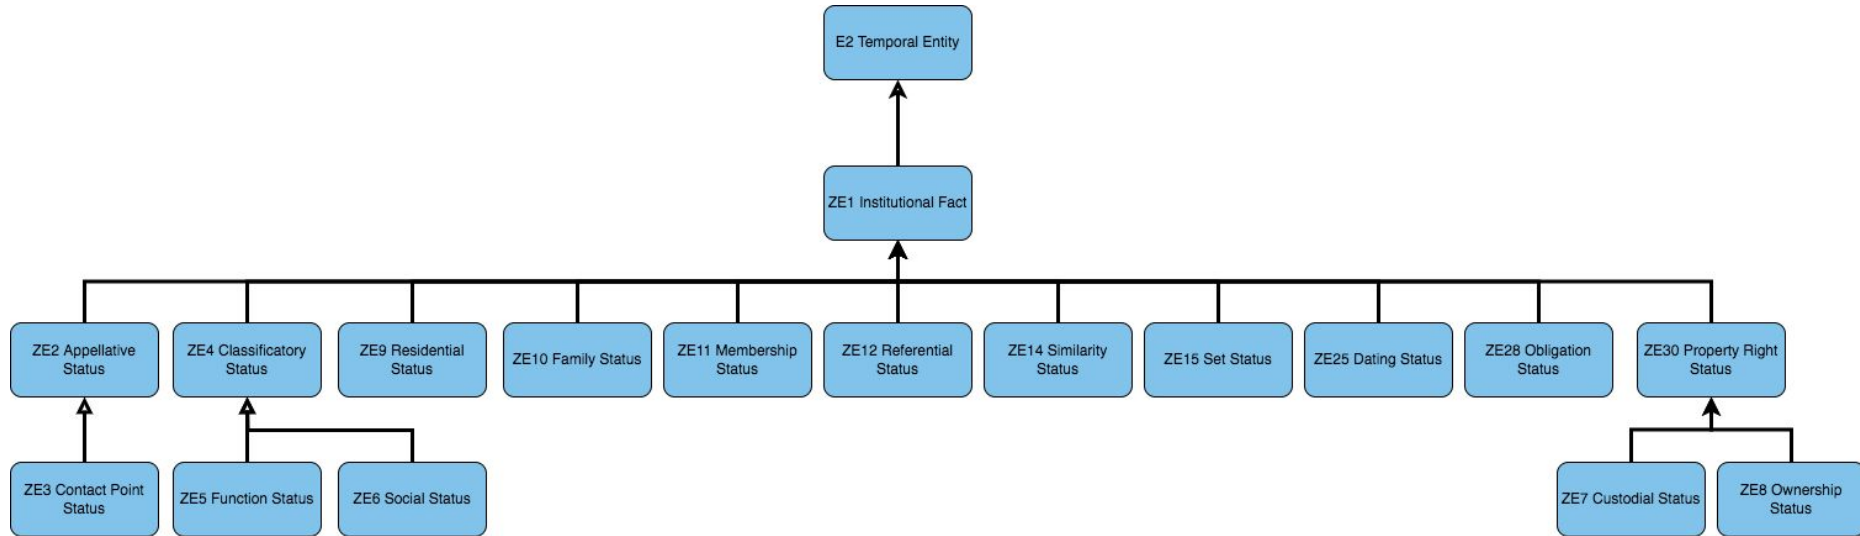 E2 Temporal Entity
ZE1 Institutional Fact
ZE2 Appellative
Status
ZE4 Classificatory
Status
ZE9 Residential
Status
ZE10 Family Status
ZE11 Membership
Status
ZE12 Referential
Status
ZE14 Similarity
Status
ZE15 Set Status
ZE25 Dating Status
ZE28 Obligation
Status
ZE30 Property Right
Status
ZE3 Contact Point
Status
ZE5 Function Status
ZE6 Social Status
ZE7 Custodial Status
ZE8 Ownership
Status